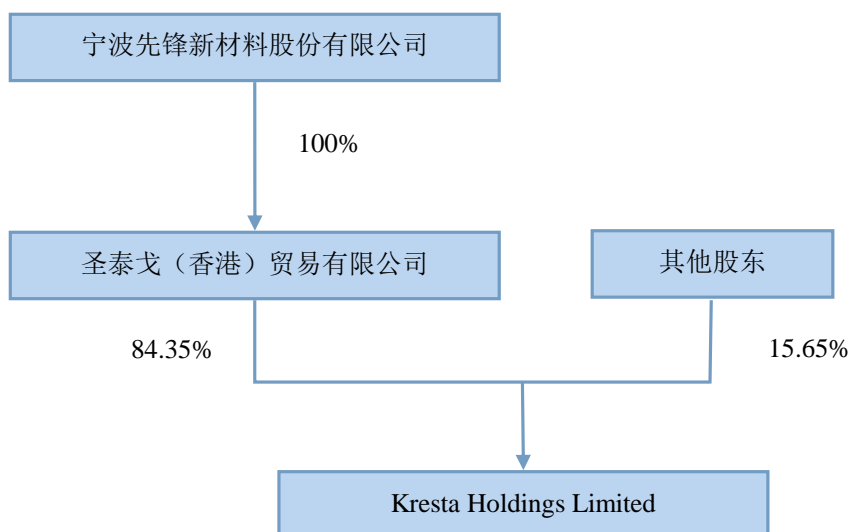 宁波先锋新材料股份有限公司
100%
圣泰戈（香港）贸易有限公司
其他股东
84.35%
15.65%
Kresta Holdings Limited